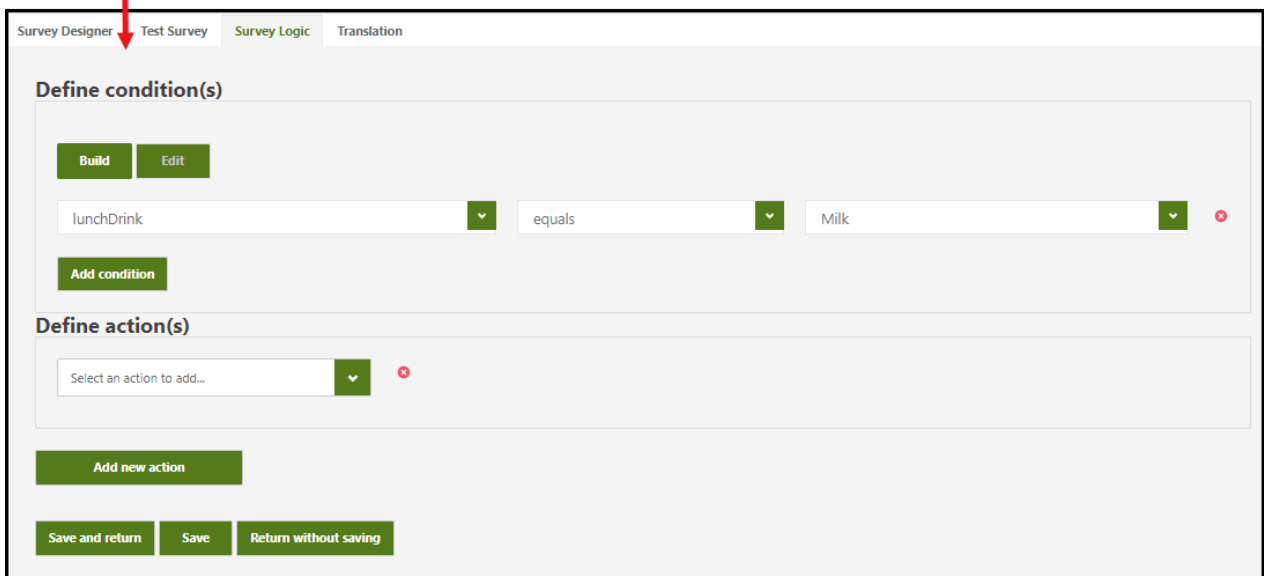 Survey Designer Test Survey Survey Logic Translation
Define condition(s)
Build Edit
lunchDrink equals Milk
Add condition
Define action(s)
Select an action to add...
Add new action
Save and return Save Return without saving